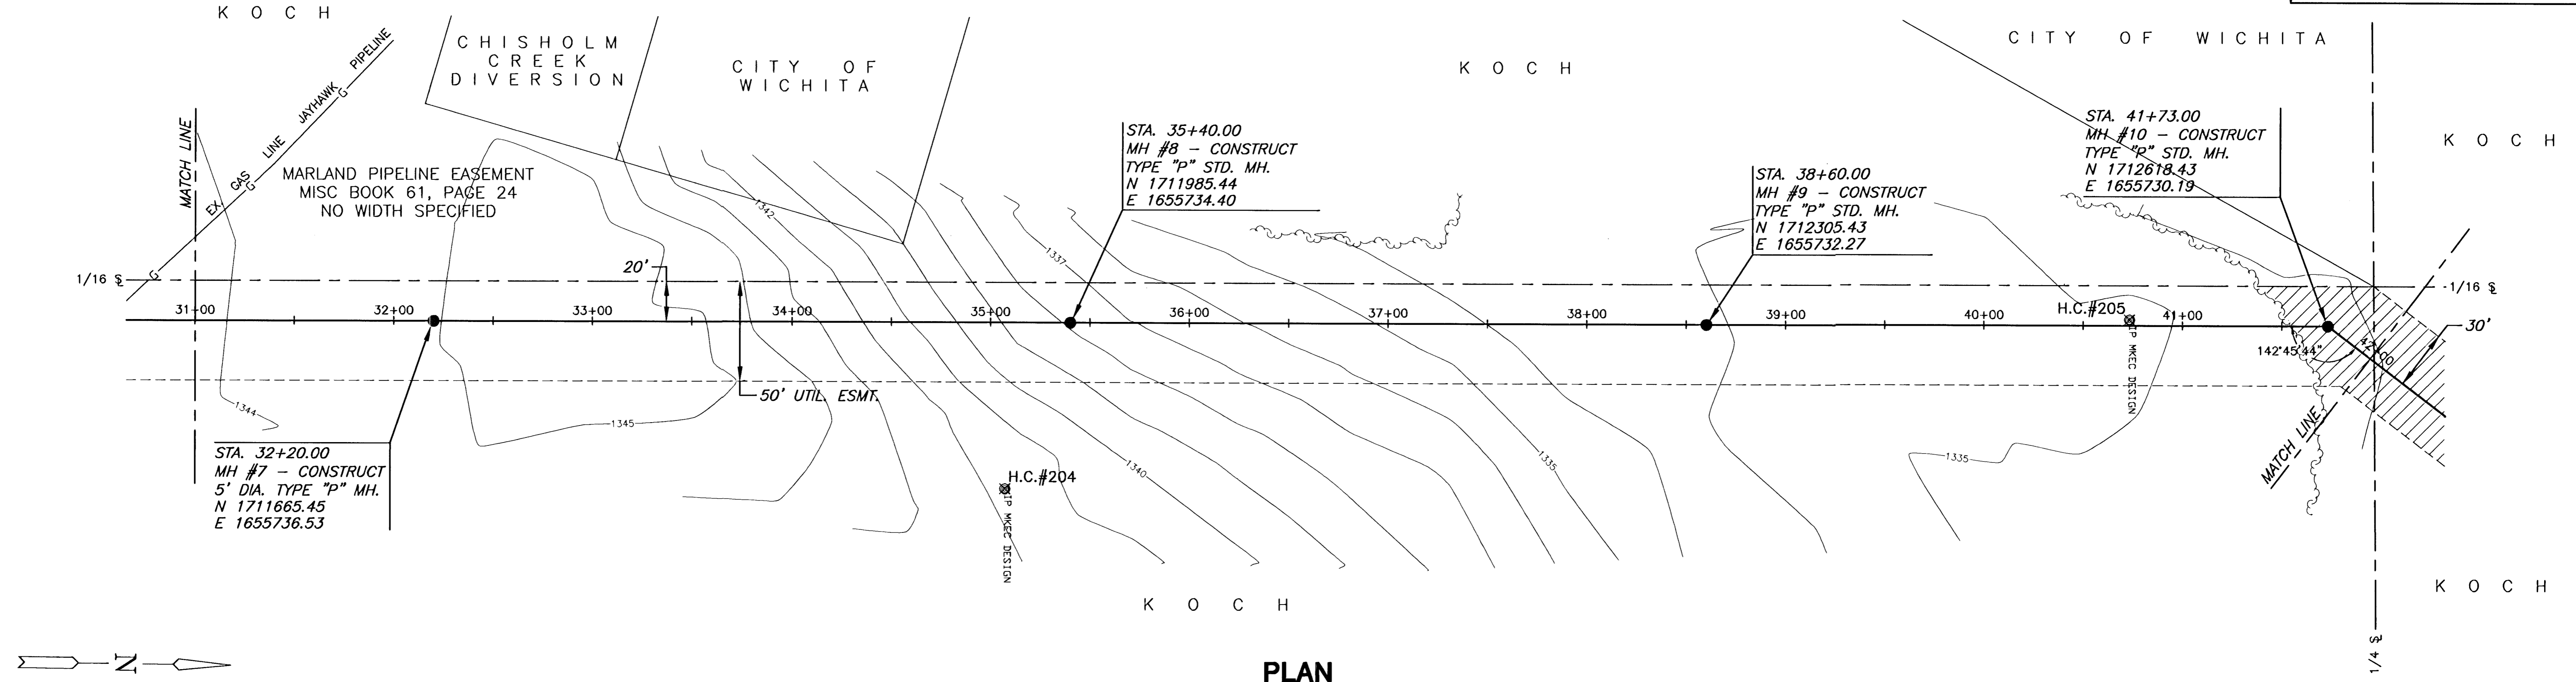 K O C H
CHISHOLM
CREEK
DIVERSION
CITY OF
WICHITA
K O C H
CITY OF WICHITA
K O C H
EX. GAS LINE JAYHAWK PIPELINE
G
G
G
MATCH LINE
MARLAND PIPELINE EASEMENT
MISC BOOK 61, PAGE 24
NO WIDTH SPECIFIED
STA. 35+40.00
MH #8 - CONSTRUCT
TYPE "P" STD. MH.
N 1711985.44
E 1655734.40
STA. 38+60.00
MH #9 - CONSTRUCT
TYPE "P" STD. MH.
N 1712305.43
E 1655732.27
STA. 41+73.00
MH #10 - CONSTRUCT
TYPE "P" STD. MH.
N 1712618.43
E 1655730.19
1342
1337
20'
1/16 ℄
1/16 ℄
31+00
32+00
33+00
34+00
35+00
36+00
37+00
38+00
39+00
40+00
41+00
H.C.#205
IP MKEC DESIGN
142°45'44"
30'
50' UTIL. ESMT.
1344
1345
1340
1335
1335
MATCH LINE
STA. 32+20.00
MH #7 - CONSTRUCT
5' DIA. TYPE "P" MH.
N 1711665.45
E 1655736.53
H.C.#204
IP MKEC DESIGN
K O C H
K O C H
1/4 ℄
N
PLAN